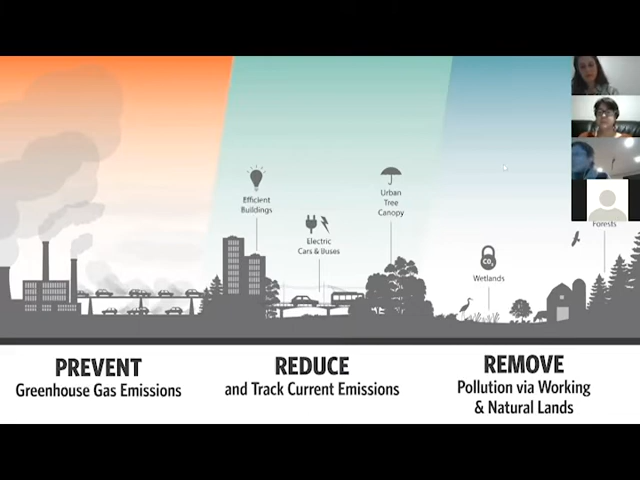 Efficient
Buildings
Electric
Cars & Buses
Urban
Tree
Canopy
CO2
Wetlands
Forests
PREVENT
Greenhouse Gas Emissions
REDUCE
and Track Current Emissions
REMOVE
Pollution via Working
& Natural Lands